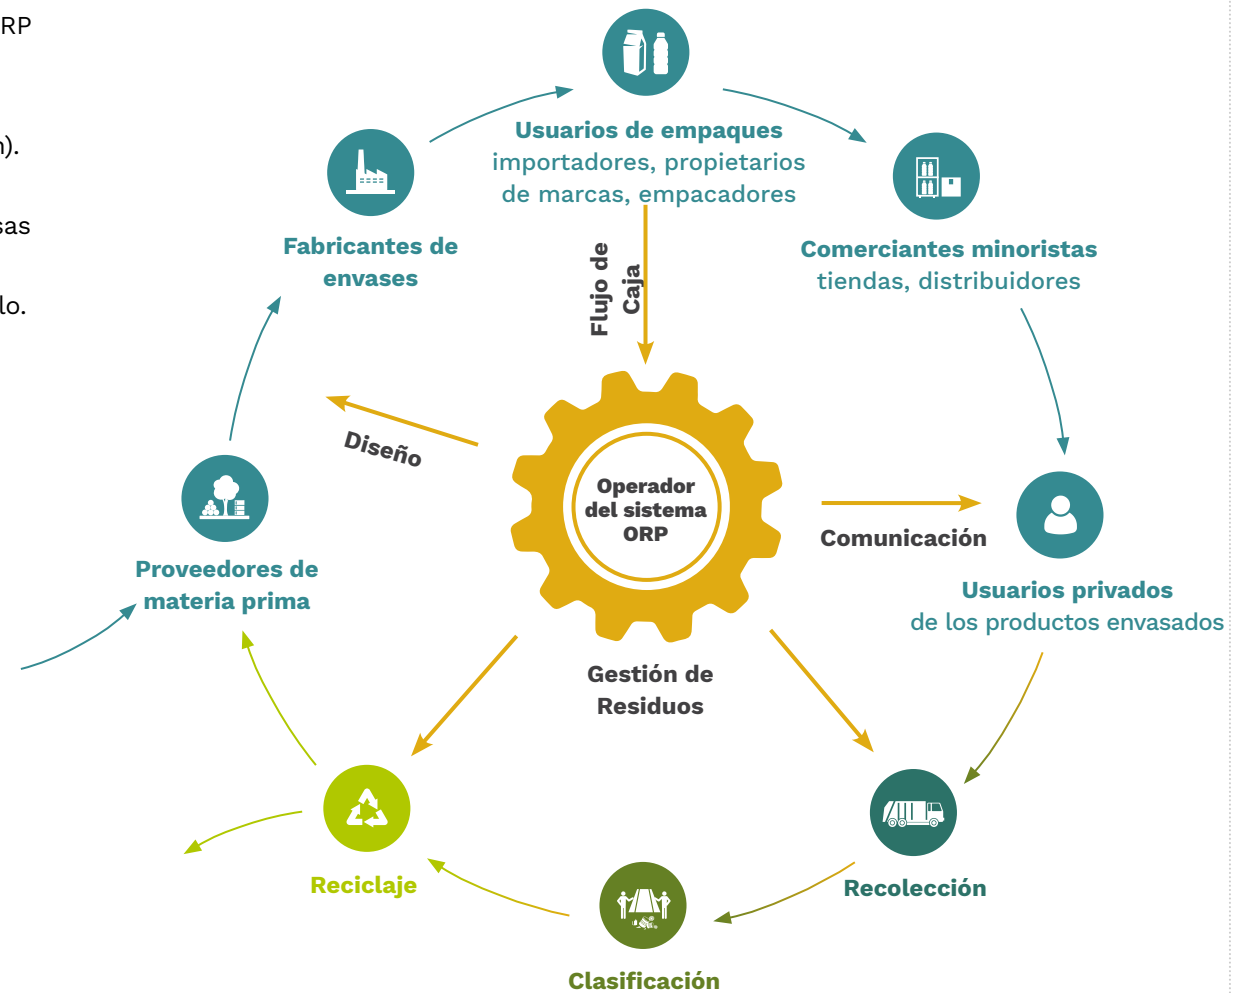 RP
n).
sas
lo.
Usuarios de empaques
importadores, propietarios
de marcas, empacadores
Fabricantes de
envases
Comerciantes minoristas
tiendas, distribuidores
Flujo de
Caja
Diseño
Operador
del sistema
ORP
Comunicación
Proveedores de
materia prima
Usuarios privados
de los productos envasados
Gestión de
Residuos
Reciclaje
Recolección
Clasificación